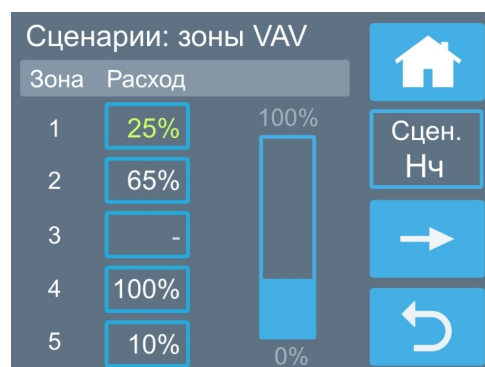 Сценарии: зоны VAV
Зона Расход
1 25% 100%
Сцен.
Нч
2 65%
3 -
4 100%
5 10%
0%